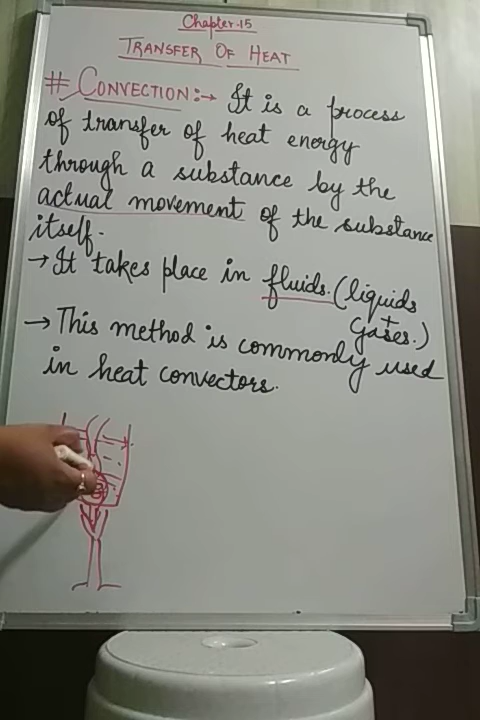 Chapter-15
TRANSFER OF HEAT
# CONVECTION:→ It is a process
of transfer of heat energy
through a substance by the
actual movement of the substance
itself.
→ It takes place in fluids. (liquids
+
gases.)
→ This method is commonly used
in heat convectors.